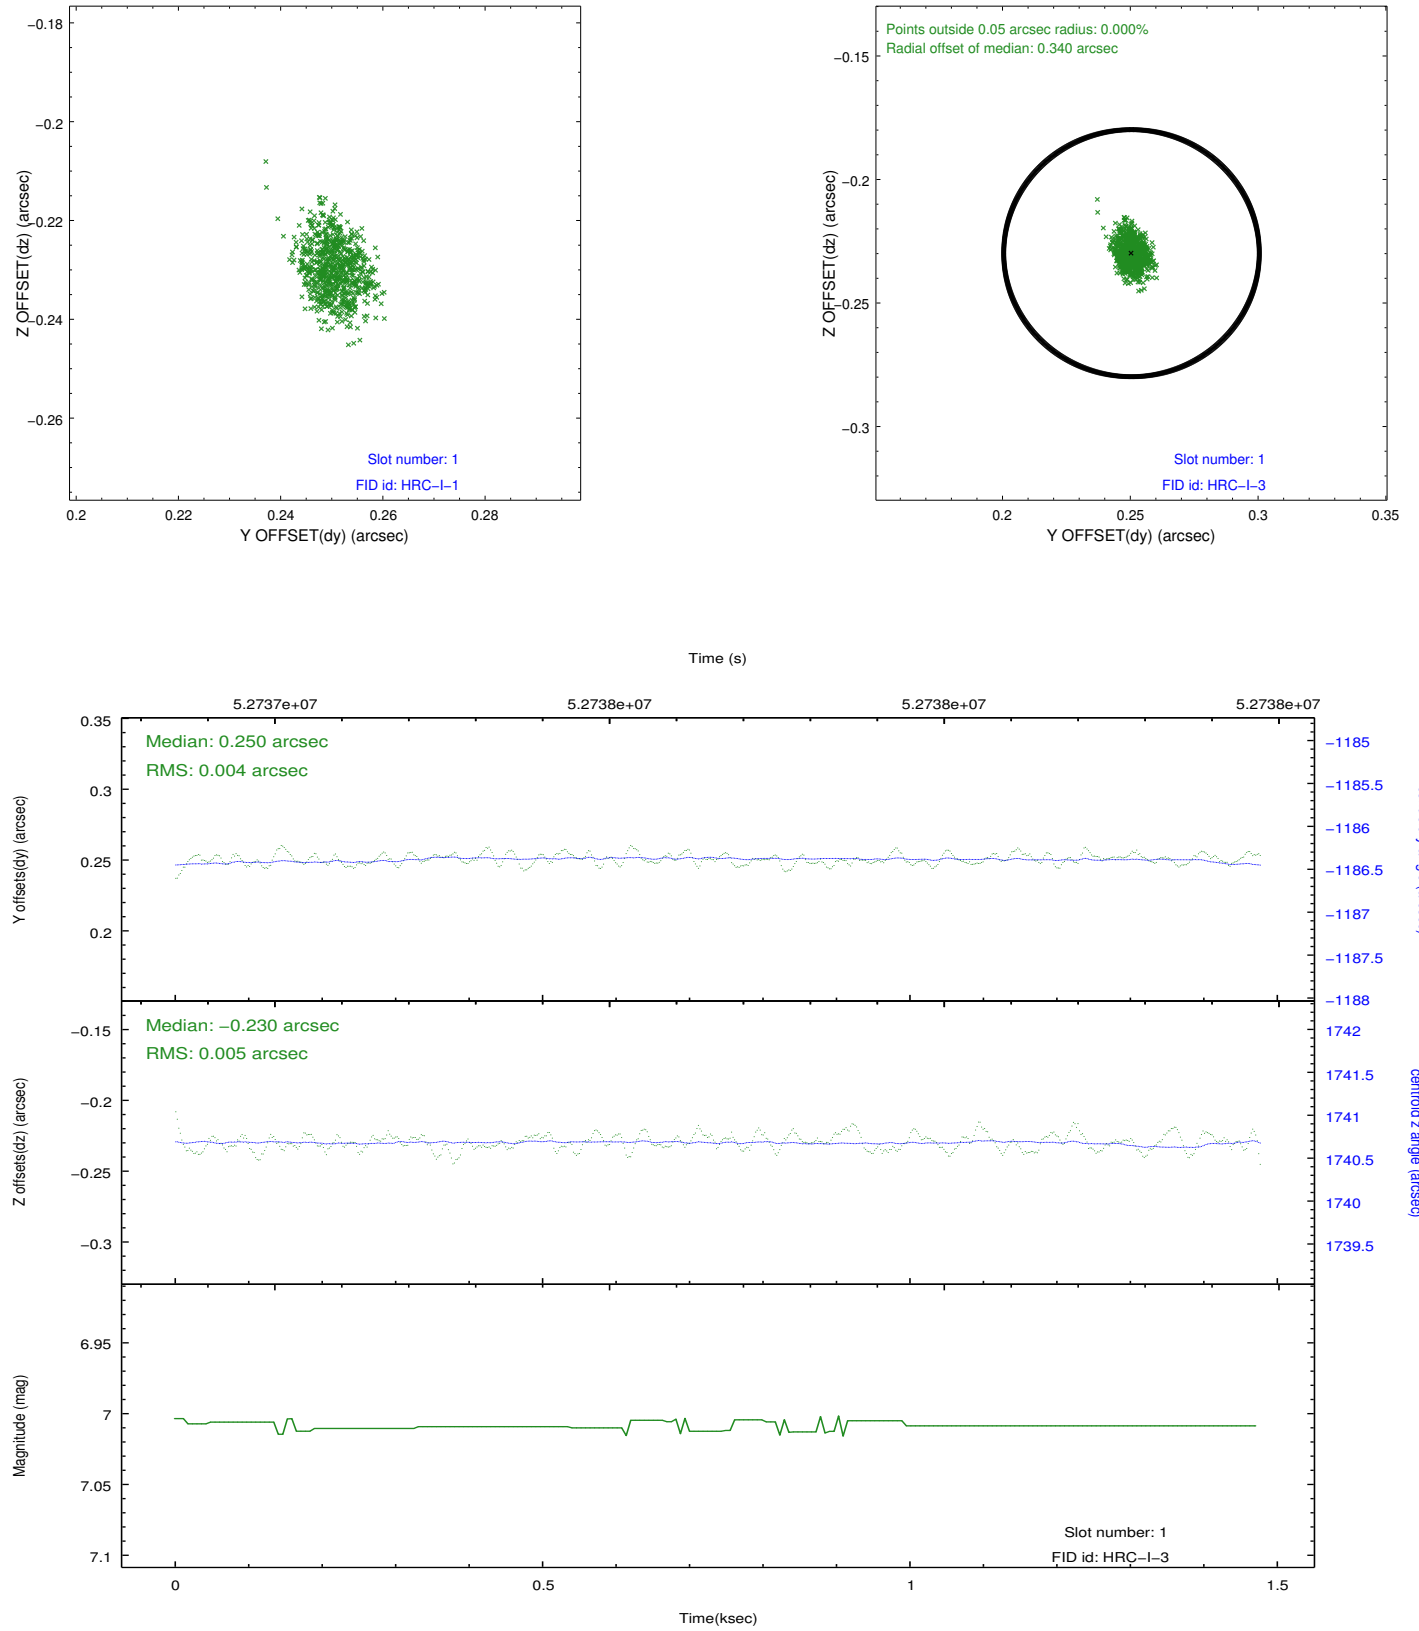 −0.18
−0.2
−0.22
−0.24
−0.26
Z OFFSET(dz) (arcsec)
Slot number: 1
FID id: HRC−I−1
0.2 0.22 0.24 0.26 0.28
Y OFFSET(dy) (arcsec)
Points outside 0.05 arcsec radius: 0.000%
Radial offset of median: 0.340 arcsec
−0.15
−0.2
−0.25
−0.3
Z OFFSET(dz) (arcsec)
Slot number: 1
FID id: HRC−I−3
0.2 0.25 0.3 0.35
Y OFFSET(dy) (arcsec)
Time (s)
5.2737e+07 5.2738e+07 5.2738e+07 5.2738e+07
Median: 0.250 arcsec
RMS: 0.004 arcsec
0.35
0.3
0.25
0.2
Y offsets(dy) (arcsec)
−1185
−1185.5
−1186
−1186.5
−1187
−1187.5
−1188
Median: −0.230 arcsec
RMS: 0.005 arcsec
−0.15
−0.2
−0.25
−0.3
Z offsets(dz) (arcsec)
1742
1741.5
1741
1740.5
1740
1739.5
centroid z angle (arcsec)
6.95
7
7.05
7.1
Magnitude (mag)
Slot number: 1
FID id: HRC−I−3
0 0.5 1 1.5
Time(ksec)